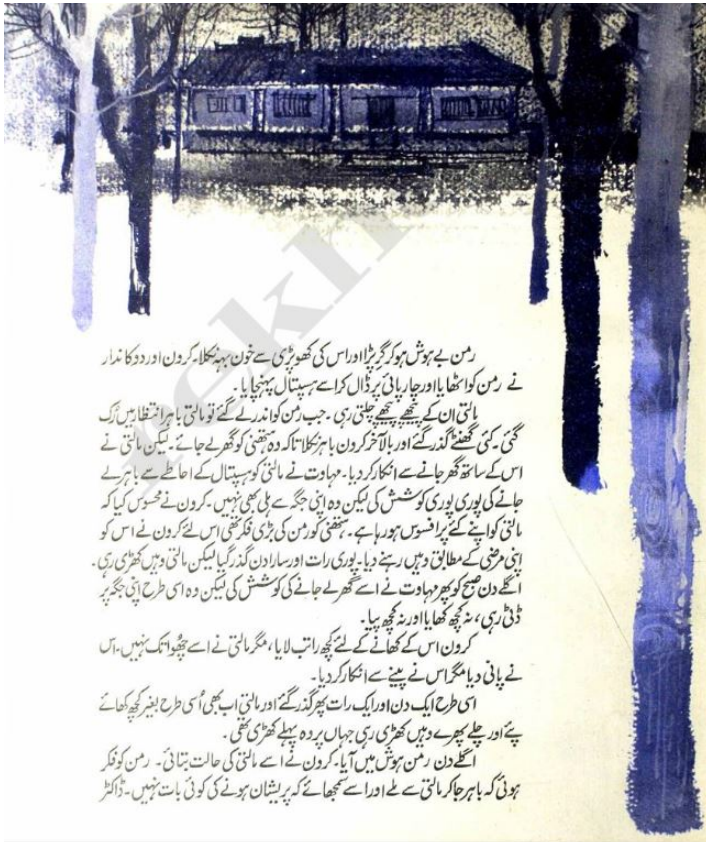 rekh
رمن بے ہوش ہو کر گر پڑا اور اس کی کھوپڑی سے خون بہہ نکلا۔ کرون اور دوکاندار
نے رمن کو اٹھایا اور چارپائی پر ڈال کر اسے ہسپتال پہنچایا۔
مالتی ان کے پیچھے پیچھے چلتی رہی۔ جب رمن کو اندر لے گئے تو مالتی باہر انتظار میں رُک
گئی۔ کئی گھنٹے گذر گئے اور بالآخر کرون باہر نکلا تاکہ وہ ہتھنی کو گھر لے جائے۔ لیکن مالتی نے
اس کے ساتھ گھر جانے سے انکار کر دیا۔ مہاوت نے مالتی کو ہسپتال کے احاطے سے باہر لے
جانے کی پوری پوری کوشش کی لیکن وہ اپنی جگہ سے ہلی بھی نہیں۔ کرون نے محسوس کیا کہ
مالتی کو اپنے کئے پر افسوس ہو رہا ہے۔ ہتھنی کو رمن کی بڑی فکر تھی اس لئے کرون نے اس کو
اپنی مرضی کے مطابق وہیں رہنے دیا۔ پوری رات اور سارا دن گذر گیا لیکن مالتی وہیں کھڑی رہی۔
اگلے دن صبح کو پھر مہاوت نے اسے گھر لے جانے کی کوشش کی لیکن وہ اسی طرح اپنی جگہ پر
ڈٹی رہی، نہ کچھ کھایا اور نہ کچھ پیا۔
کرون اس کے کھانے کے لئے کچھ راتب لایا، مگر مالتی نے اسے چھُوا تک نہیں۔ اس
نے پانی دیا مگر اس نے پینے سے انکار کر دیا۔
اسی طرح ایک دن اور ایک رات پھر گذر گئے اور مالتی اب بھی اُسی طرح بغیر کچھ کھائے
پئے اور چلے پھرے وہیں کھڑی رہی جہاں پر وہ پہلے کھڑی تھی۔
اگلے دن رمن ہوش میں آیا۔ کرون نے اسے مالتی کی حالت بتائی۔ رمن کو فکر
ہوئی کہ باہر جا کر مالتی سے ملے اور اسے سمجھائے کہ پریشان ہونے کی کوئی بات نہیں۔ ڈاکٹر